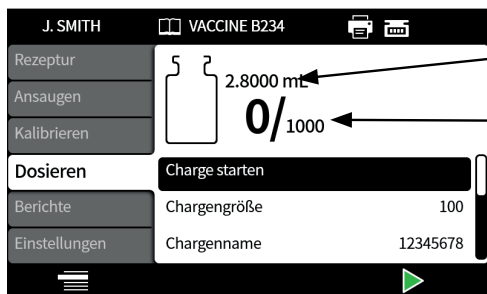 J. SMITH VACCINE B234
Rezeptur
Ansaugen
Kalibrieren
Dosieren
Berichte
Einstellungen
2.8000 mL
0/1000
Charge starten
Chargengröße 100
Chargenname 12345678